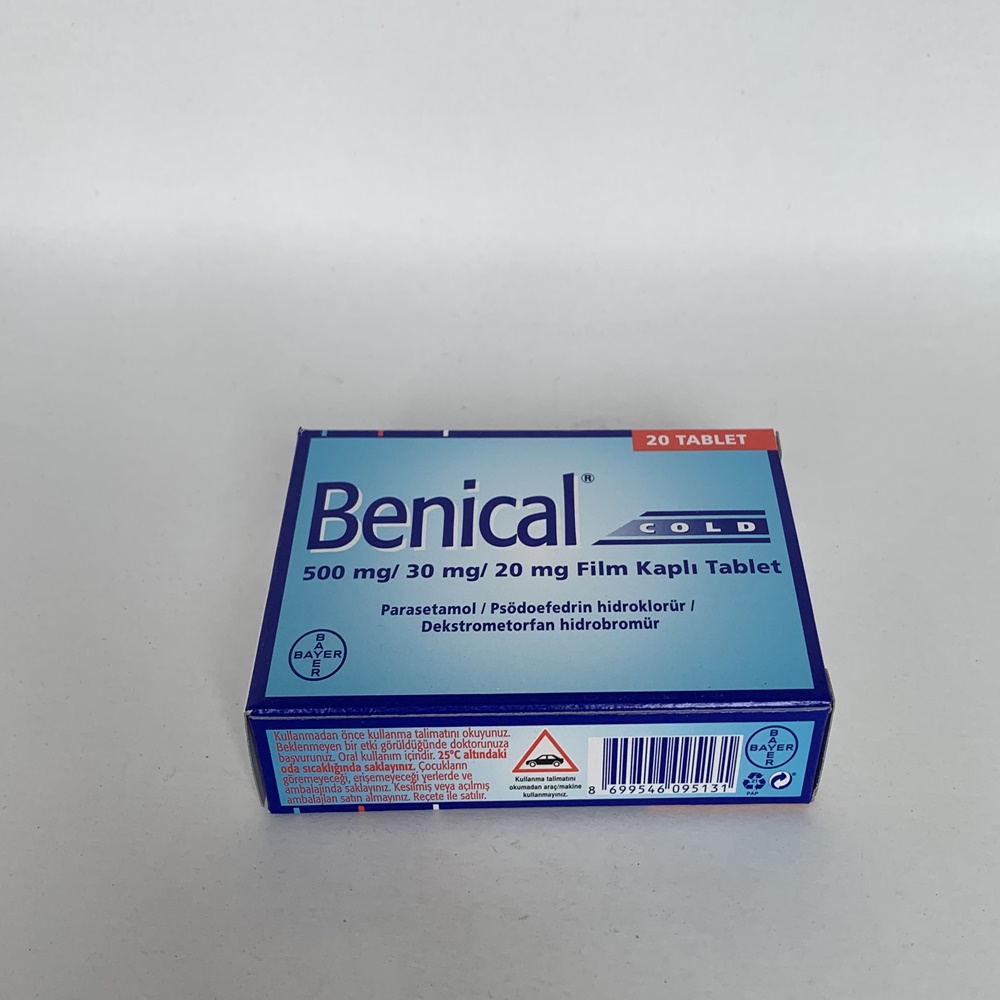 20 TABLET
Benical®
COLD
500 mg/ 30 mg/ 20 mg Film Kaplı Tablet
Parasetamol / Psödoefedrin hidroklorür /
Dekstrometorfan hidrobromür
BAYER
BAYER
Kullanmadan önce kullanma talimatını okuyunuz.
Beklenmeyen bir etki görüldüğünde doktorunuza
başvurunuz. Oral kullanım içindir. 25°C altındaki
oda sıcaklığında saklayınız. Çocukların
göremeyeceği, erişemeyeceği yerlerde ve
ambalajında saklayınız. Kesilmiş veya açılmış
ambalajları satın almayınız. Reçete ile satılır.
Kullanma talimatını
okumadan araç/makine
kullanmayınız.
8 699546 095131
BAYER
BAYER
PAP